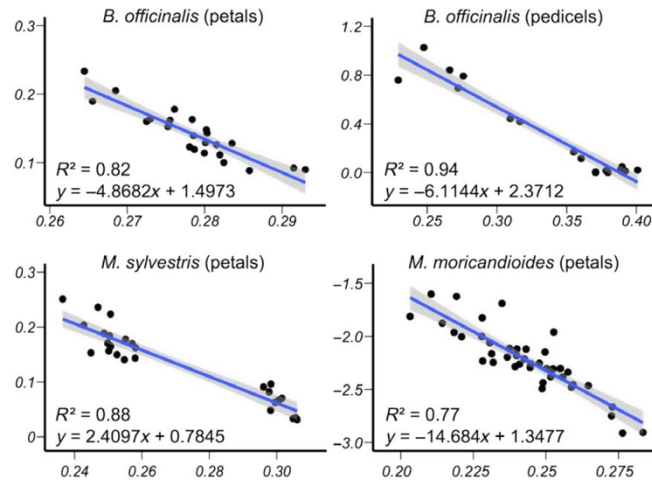 B. officinalis (petals)
0.3
0.2
0.1
R² = 0.82
y = −4.8682x + 1.4973
0.26 0.27 0.28 0.29
B. officinalis (pedicels)
1.2
0.8
0.4
0.0
R² = 0.94
y = −6.1144x + 2.3712
0.25 0.30 0.35 0.40
M. sylvestris (petals)
0.3
0.2
0.1
0
R² = 0.88
y = 2.4097x + 0.7845
0.24 0.26 0.28 0.30
M. moricandioides (petals)
−1.5
−2.0
−2.5
−3.0
R² = 0.77
y = −14.684x + 1.3477
0.20 0.225 0.25 0.275